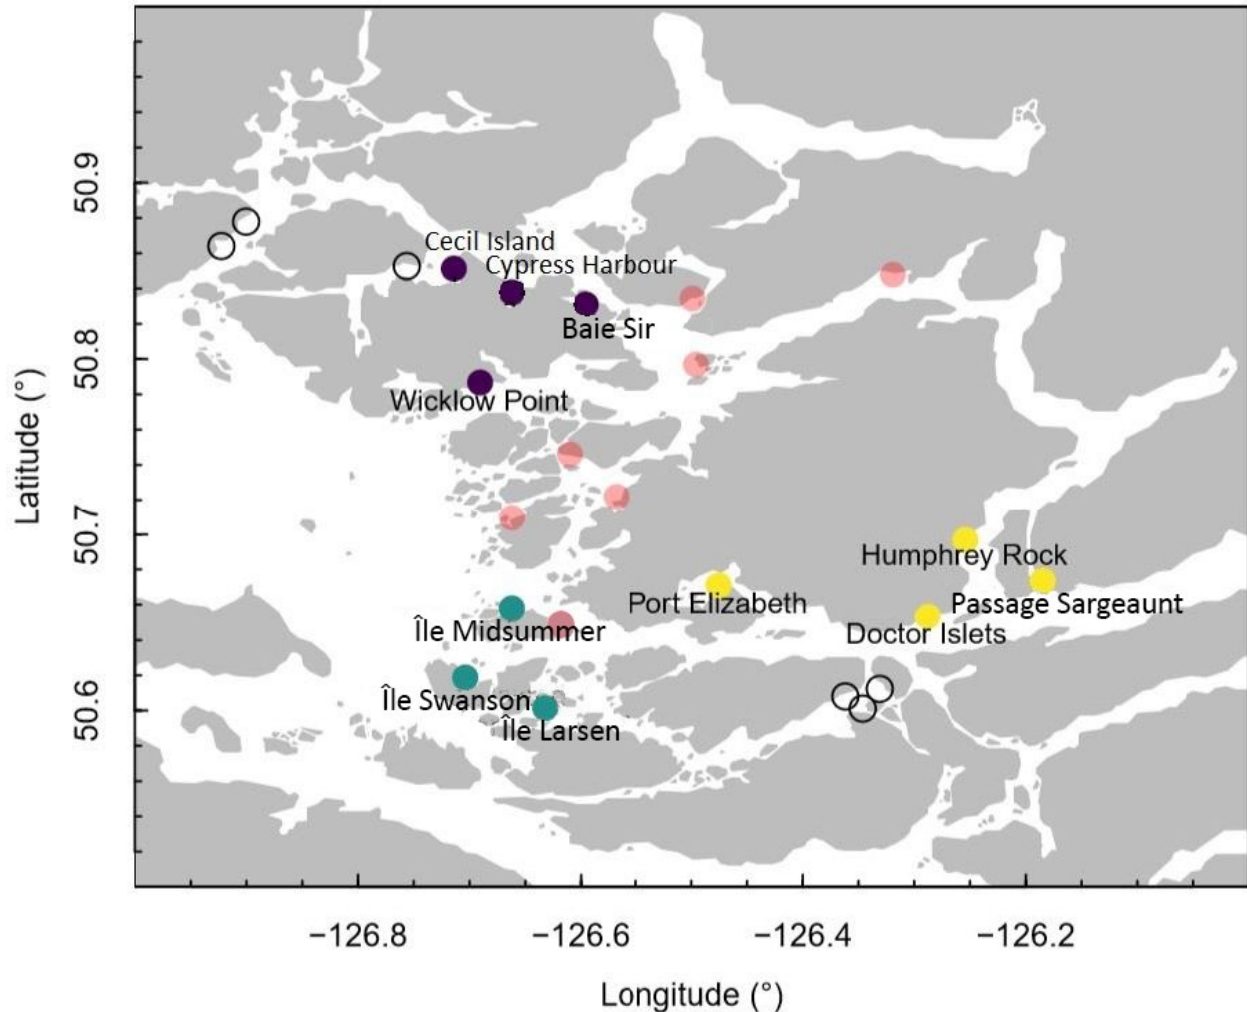 50.9
Cecil Island
Cypress Harbour
Baie Sir
50.8
Wicklow Point
Latitude (°)
50.7
Humphrey Rock
Port Elizabeth
Passage Sargeaunt
Île Midsummer
Doctor Islets
50.6
Île Swanson
Île Larsen
−126.8
−126.6
−126.4
−126.2
Longitude (°)